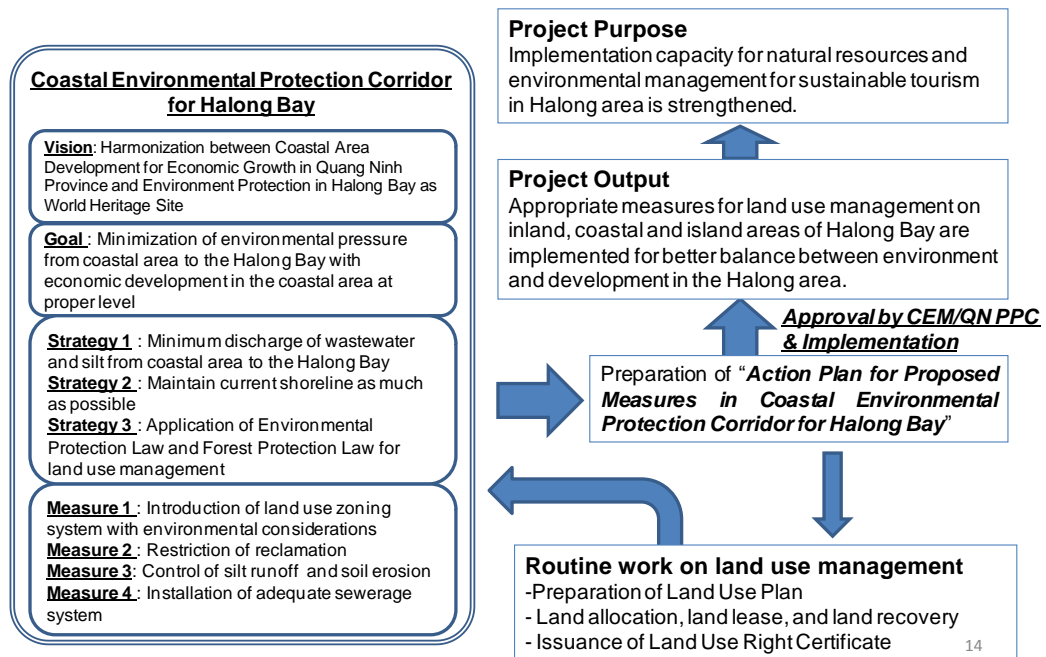 Coastal Environmental Protection Corridor
for Halong Bay
Vision: Harmonization between Coastal Area
Development for Economic Growth in Quang Ninh
Province and Environment Protection in Halong Bay as
World Heritage Site
Goal : Minimization of environmental pressure
from coastal area to the Halong Bay with
economic development in the coastal area at
proper level
Strategy 1 : Minimum discharge of wastewater
and silt from coastal area to the Halong Bay
Strategy 2 : Maintain current shoreline as much
as possible
Strategy 3 : Application of Environmental
Protection Law and Forest Protection Law for
land use management
Measure 1 : Introduction of land use zoning
system with environmental considerations
Measure 2 : Restriction of reclamation
Measure 3: Control of silt runoff and soil erosion
Measure 4 : Installation of adequate sewerage
system
Project Purpose
Implementation capacity for natural resources and
environmental management for sustainable tourism
in Halong area is strengthened.
Project Output
Appropriate measures for land use management on
inland, coastal and island areas of Halong Bay are
implemented for better balance between environment
and development in the Halong area.
Approval by CEM/QN PPC
& Implementation
Preparation of “Action Plan for Proposed
Measures in Coastal Environmental
Protection Corridor for Halong Bay”
Routine work on land use management
-Preparation of Land Use Plan
- Land allocation, land lease, and land recovery
- Issuance of Land Use Right Certificate
14